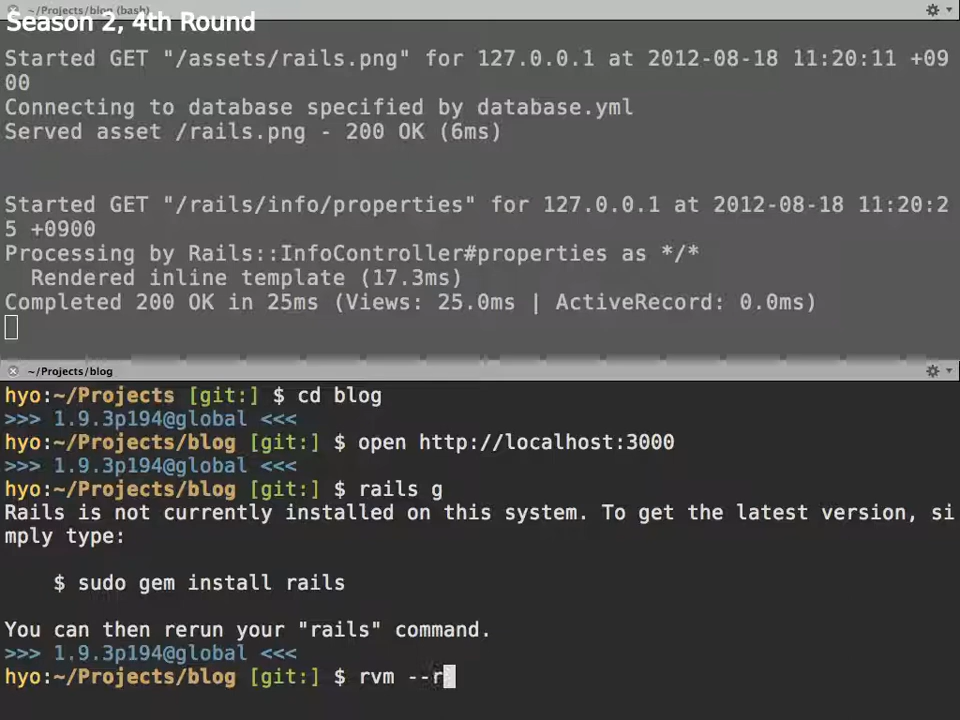 ~/Projects/blog (bash)
Season 2, 4th Round
Started GET "/assets/rails.png" for 127.0.0.1 at 2012-08-18 11:20:11 +09
00
Connecting to database specified by database.yml
Served asset /rails.png - 200 OK (6ms)
Started GET "/rails/info/properties" for 127.0.0.1 at 2012-08-18 11:20:2
5 +0900
Processing by Rails::InfoController#properties as */*
  Rendered inline template (17.3ms)
Completed 200 OK in 25ms (Views: 25.0ms | ActiveRecord: 0.0ms)
~/Projects/blog
hyo:~/Projects [git:] $ cd blog
>>> 1.9.3p194@global <<<
hyo:~/Projects/blog [git:] $ open http://localhost:3000
>>> 1.9.3p194@global <<<
hyo:~/Projects/blog [git:] $ rails g
Rails is not currently installed on this system. To get the latest version, si
mply type:
    $ sudo gem install rails
You can then rerun your "rails" command.
>>> 1.9.3p194@global <<<
hyo:~/Projects/blog [git:] $ rvm --r